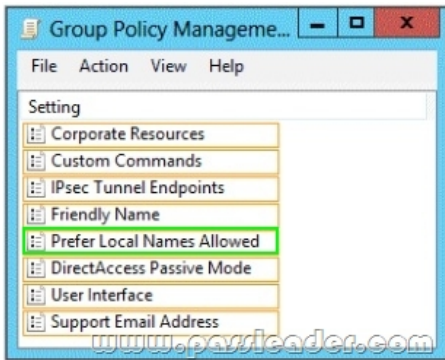 Group Policy Manageme...
File Action View Help
Setting
Corporate Resources
Custom Commands
IPsec Tunnel Endpoints
Friendly Name
Prefer Local Names Allowed
DirectAccess Passive Mode
User Interface
Support Email Address
www.passleader.com